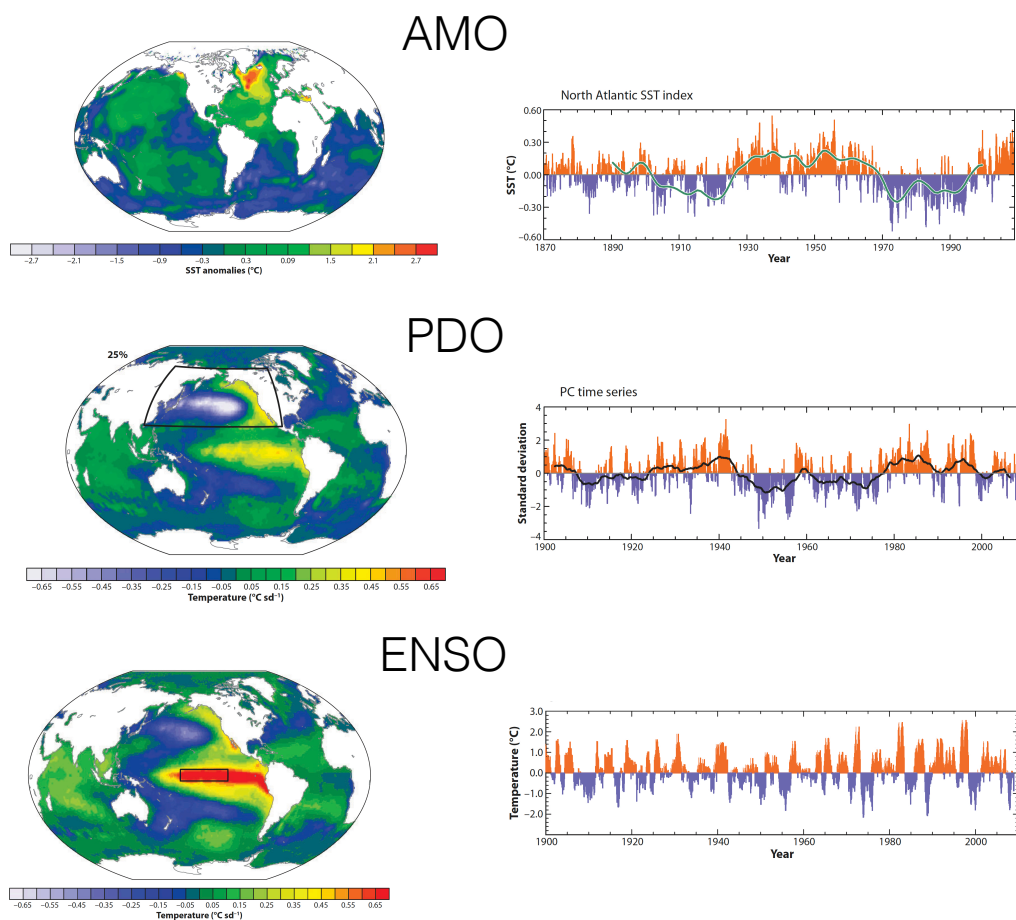 AMO
North Atlantic SST index
SST (°C)
0.60
0.30
0.00
−0.30
−0.60
1870 1890 1910 1930 1950 1970 1990
Year
−2.7 −2.1 −1.5 −0.9 −0.3 0.3 0.09 1.5 2.1 2.7
SST anomalies (°C)
PDO
25%
PC time series
Standard deviation
4
2
0
−2
−4
1900 1920 1940 1960 1980 2000
Year
−0.65 −0.55 −0.45 −0.35 −0.25 −0.15 −0.05 0.05 0.15 0.25 0.35 0.45 0.55 0.65
Temperature (°C sd⁻¹)
ENSO
Temperature (°C)
3.0
2.0
1.0
0.0
−1.0
−2.0
1900 1920 1940 1960 1980 2000
Year
−0.65 −0.55 −0.45 −0.35 −0.25 −0.15 −0.05 0.05 0.15 0.25 0.35 0.45 0.55 0.65
Temperature (°C sd⁻¹)